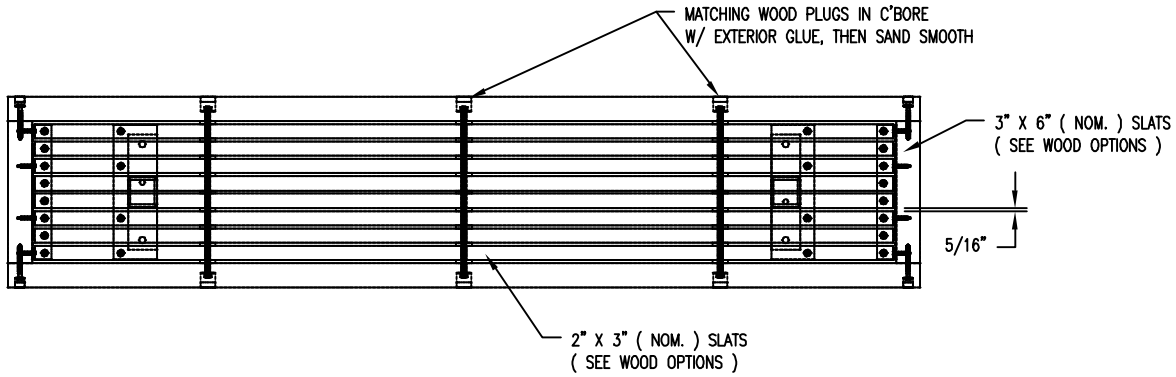 MATCHING WOOD PLUGS IN C'BORE
W/ EXTERIOR GLUE, THEN SAND SMOOTH
3" X 6" ( NOM. ) SLATS
( SEE WOOD OPTIONS )
5/16"
2" X 3" ( NOM. ) SLATS
( SEE WOOD OPTIONS )